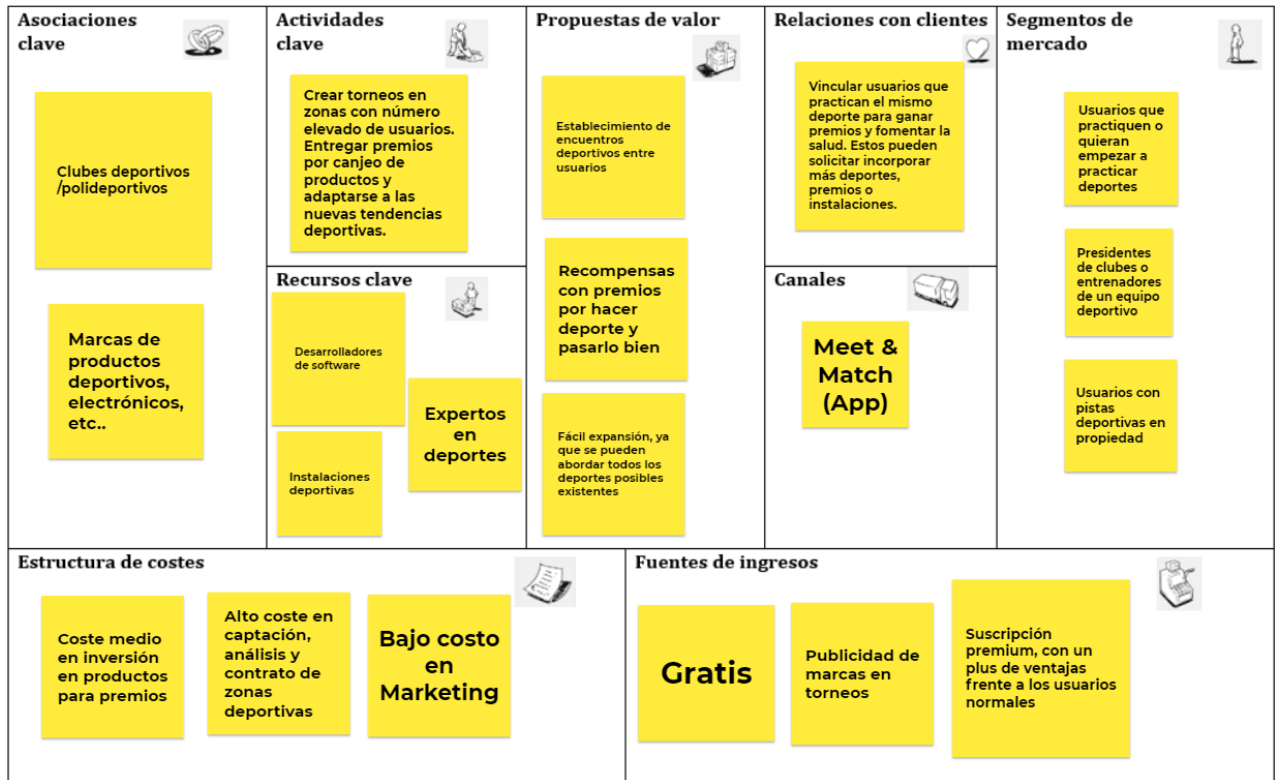 Asociaciones
clave
Clubes deportivos
/polideportivos
Marcas de
productos
deportivos,
electrónicos,
etc..
Actividades
clave
Crear torneos en
zonas con número
elevado de usuarios.
Entregar premios
por canjeo de
productos y
adaptarse a las
nuevas tendencias
deportivas.
Recursos clave
Desarrolladores
de software
Expertos
en
deportes
Instalaciones
deportivas
Propuestas de valor
Establecimiento de
encuentros
deportivos entre
usuarios
Recompensas
con premios
por hacer
deporte y
pasarlo bien
Fácil expansión, ya
que se pueden
abordar todos los
deportes posibles
existentes
Relaciones con clientes
Vincular usuarios que
practican el mismo
deporte para ganar
premios y fomentar la
salud. Estos pueden
solicitar incorporar
más deportes,
premios o
instalaciones.
Canales
Meet &
Match
(App)
Segmentos de
mercado
Usuarios que
practiquen o
quieran
empezar a
practicar
deportes
Presidentes
de clubes o
entrenadores
de un equipo
deportivo
Usuarios con
pistas
deportivas en
propiedad
Estructura de costes
Coste medio
en inversión
en productos
para premios
Alto coste en
captación,
análisis y
contrato de
zonas
deportivas
Bajo costo
en
Marketing
Fuentes de ingresos
Gratis
Publicidad de
marcas en
torneos
Suscripción
premium, con un
plus de ventajas
frente a los usuarios
normales